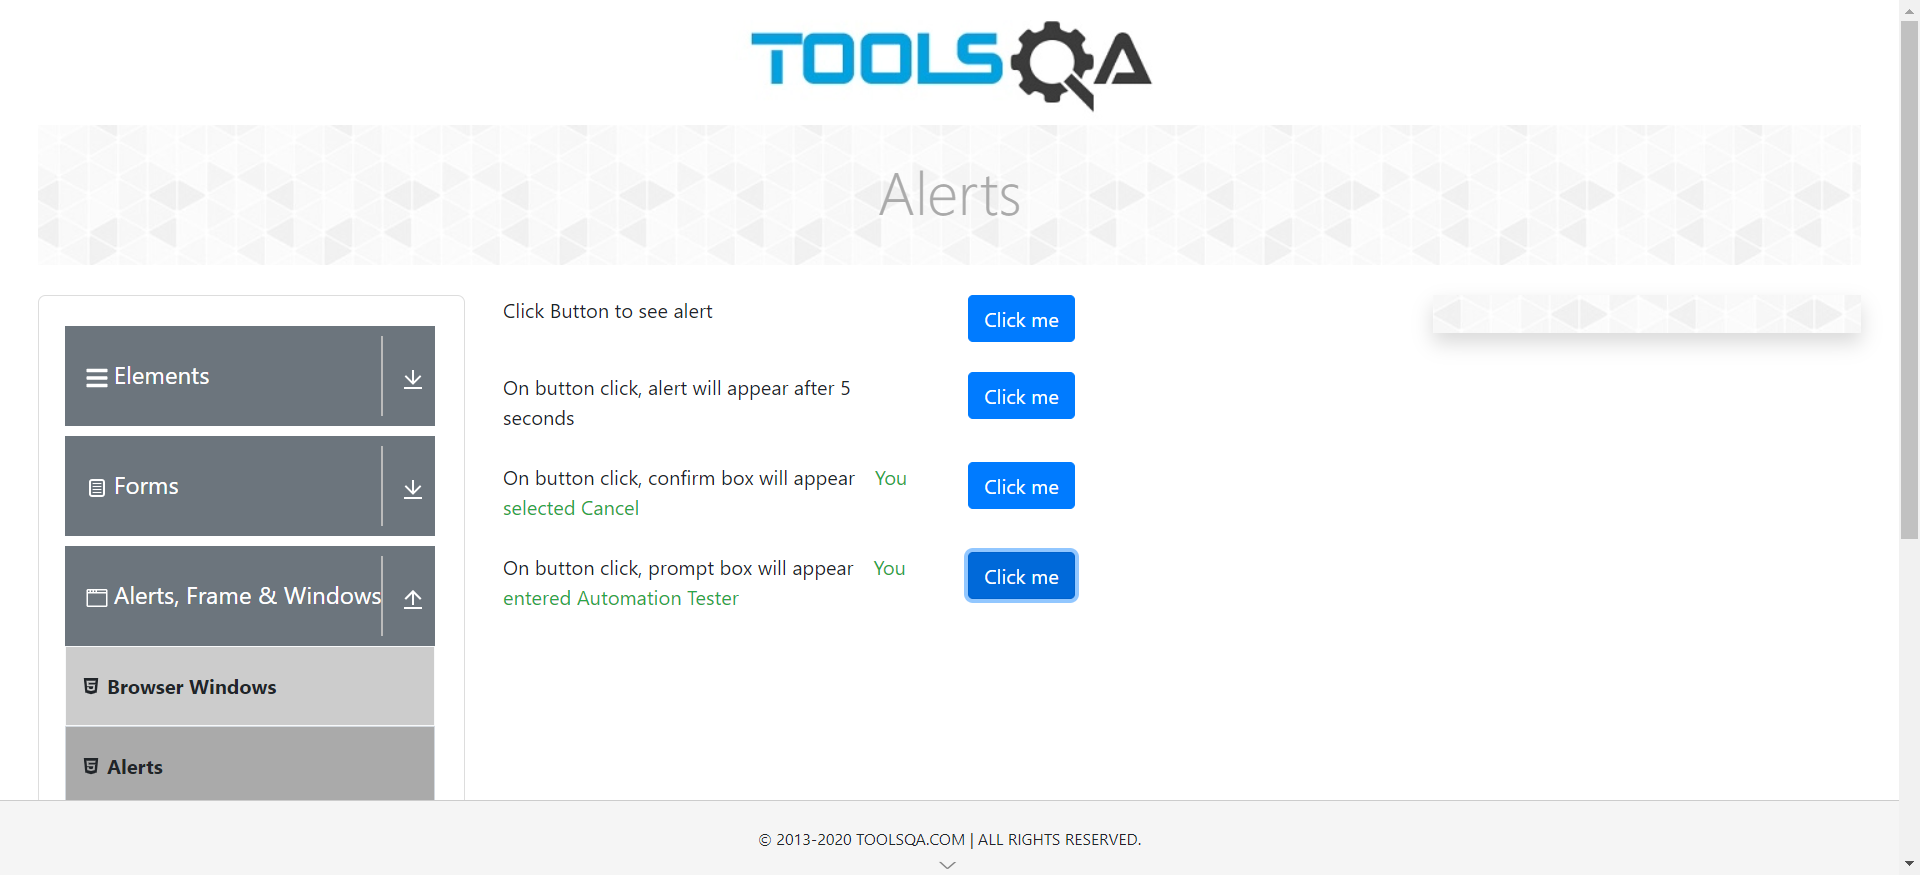 TOOLSQA
Alerts
Elements
Forms
Alerts, Frame & Windows
Browser Windows
Alerts
Click Button to see alert
Click me
On button click, alert will appear after 5
seconds
Click me
On button click, confirm box will appear You
selected Cancel
Click me
On button click, prompt box will appear You
entered Automation Tester
Click me
© 2013-2020 TOOLSQA.COM | ALL RIGHTS RESERVED.